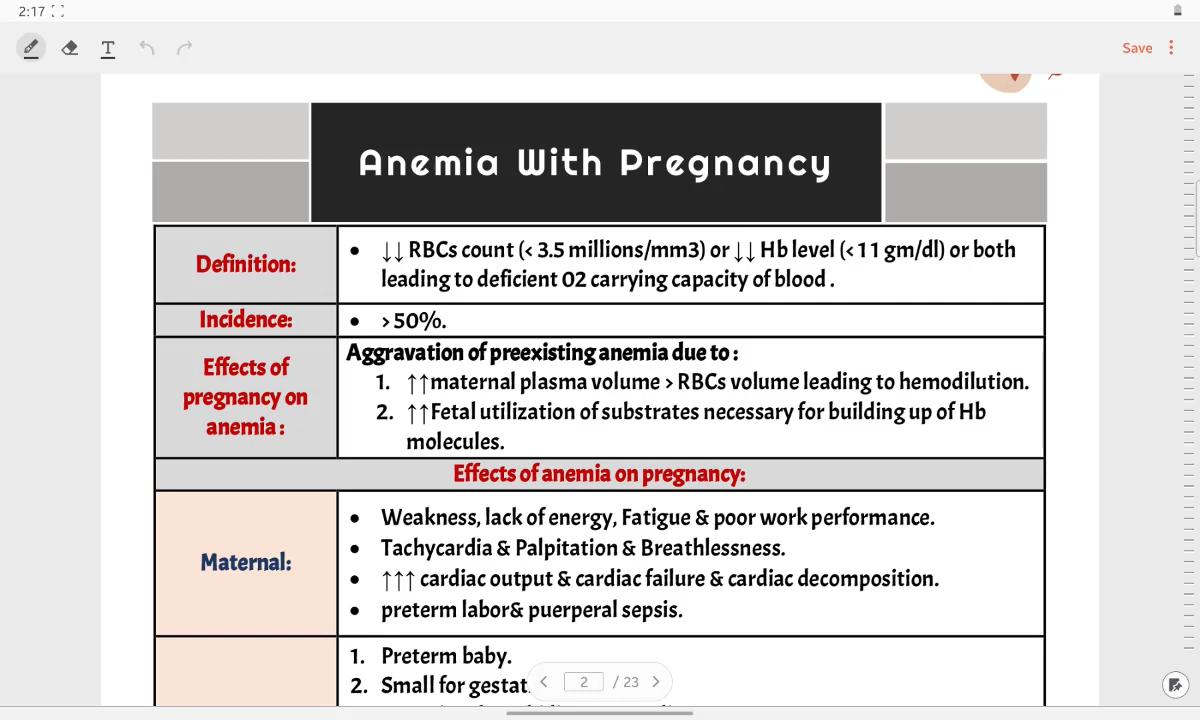 2:17
T
Save
Anemia With Pregnancy
Definition:
• ↓↓ RBCs count (< 3.5 millions/mm3) or ↓↓ Hb level (< 11 gm/dl) or both
leading to deficient O2 carrying capacity of blood .
Incidence:
• > 50%.
Effects of
pregnancy on
anemia :
Aggravation of preexisting anemia due to :
1. ↑↑maternal plasma volume > RBCs volume leading to hemodilution.
2. ↑↑Fetal utilization of substrates necessary for building up of Hb
molecules.
Effects of anemia on pregnancy:
Maternal:
• Weakness, lack of energy, Fatigue & poor work performance.
• Tachycardia & Palpitation & Breathlessness.
• ↑↑↑ cardiac output & cardiac failure & cardiac decomposition.
• preterm labor& puerperal sepsis.
1. Preterm baby.
2. Small for gestat
2 / 23